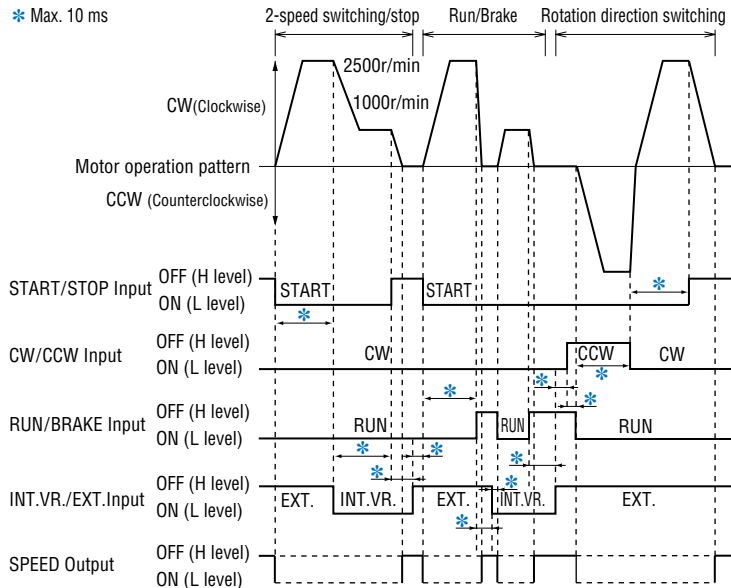 * Max. 10 ms
2-speed switching/stop
Run/Brake
Rotation direction switching
2500r/min
CW(Clockwise)
1000r/min
Motor operation pattern
CCW (Counterclockwise)
START/STOP Input
OFF (H level)
ON (L level)
START
START
*
*
CW/CCW Input
OFF (H level)
ON (L level)
CW
CCW
CW
*
*
*
*
RUN/BRAKE Input
OFF (H level)
ON (L level)
RUN
RUN
RUN
*
*
*
*
INT.VR./EXT.Input
OFF (H level)
ON (L level)
EXT.
INT.VR.
EXT.
INT.VR.
EXT.
*
*
SPEED Output
OFF (H level)
ON (L level)